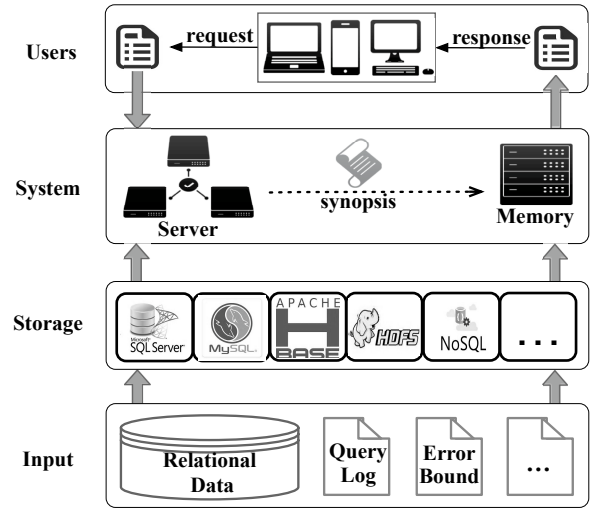 Users
request
response
System
Server
synopsis
Memory
Storage
Microsoft
SQL Server
MySQL
APACHE
H
BASE
HDFS
NoSQL
...
Input
Relational
Data
Query
Log
Error
Bound
...